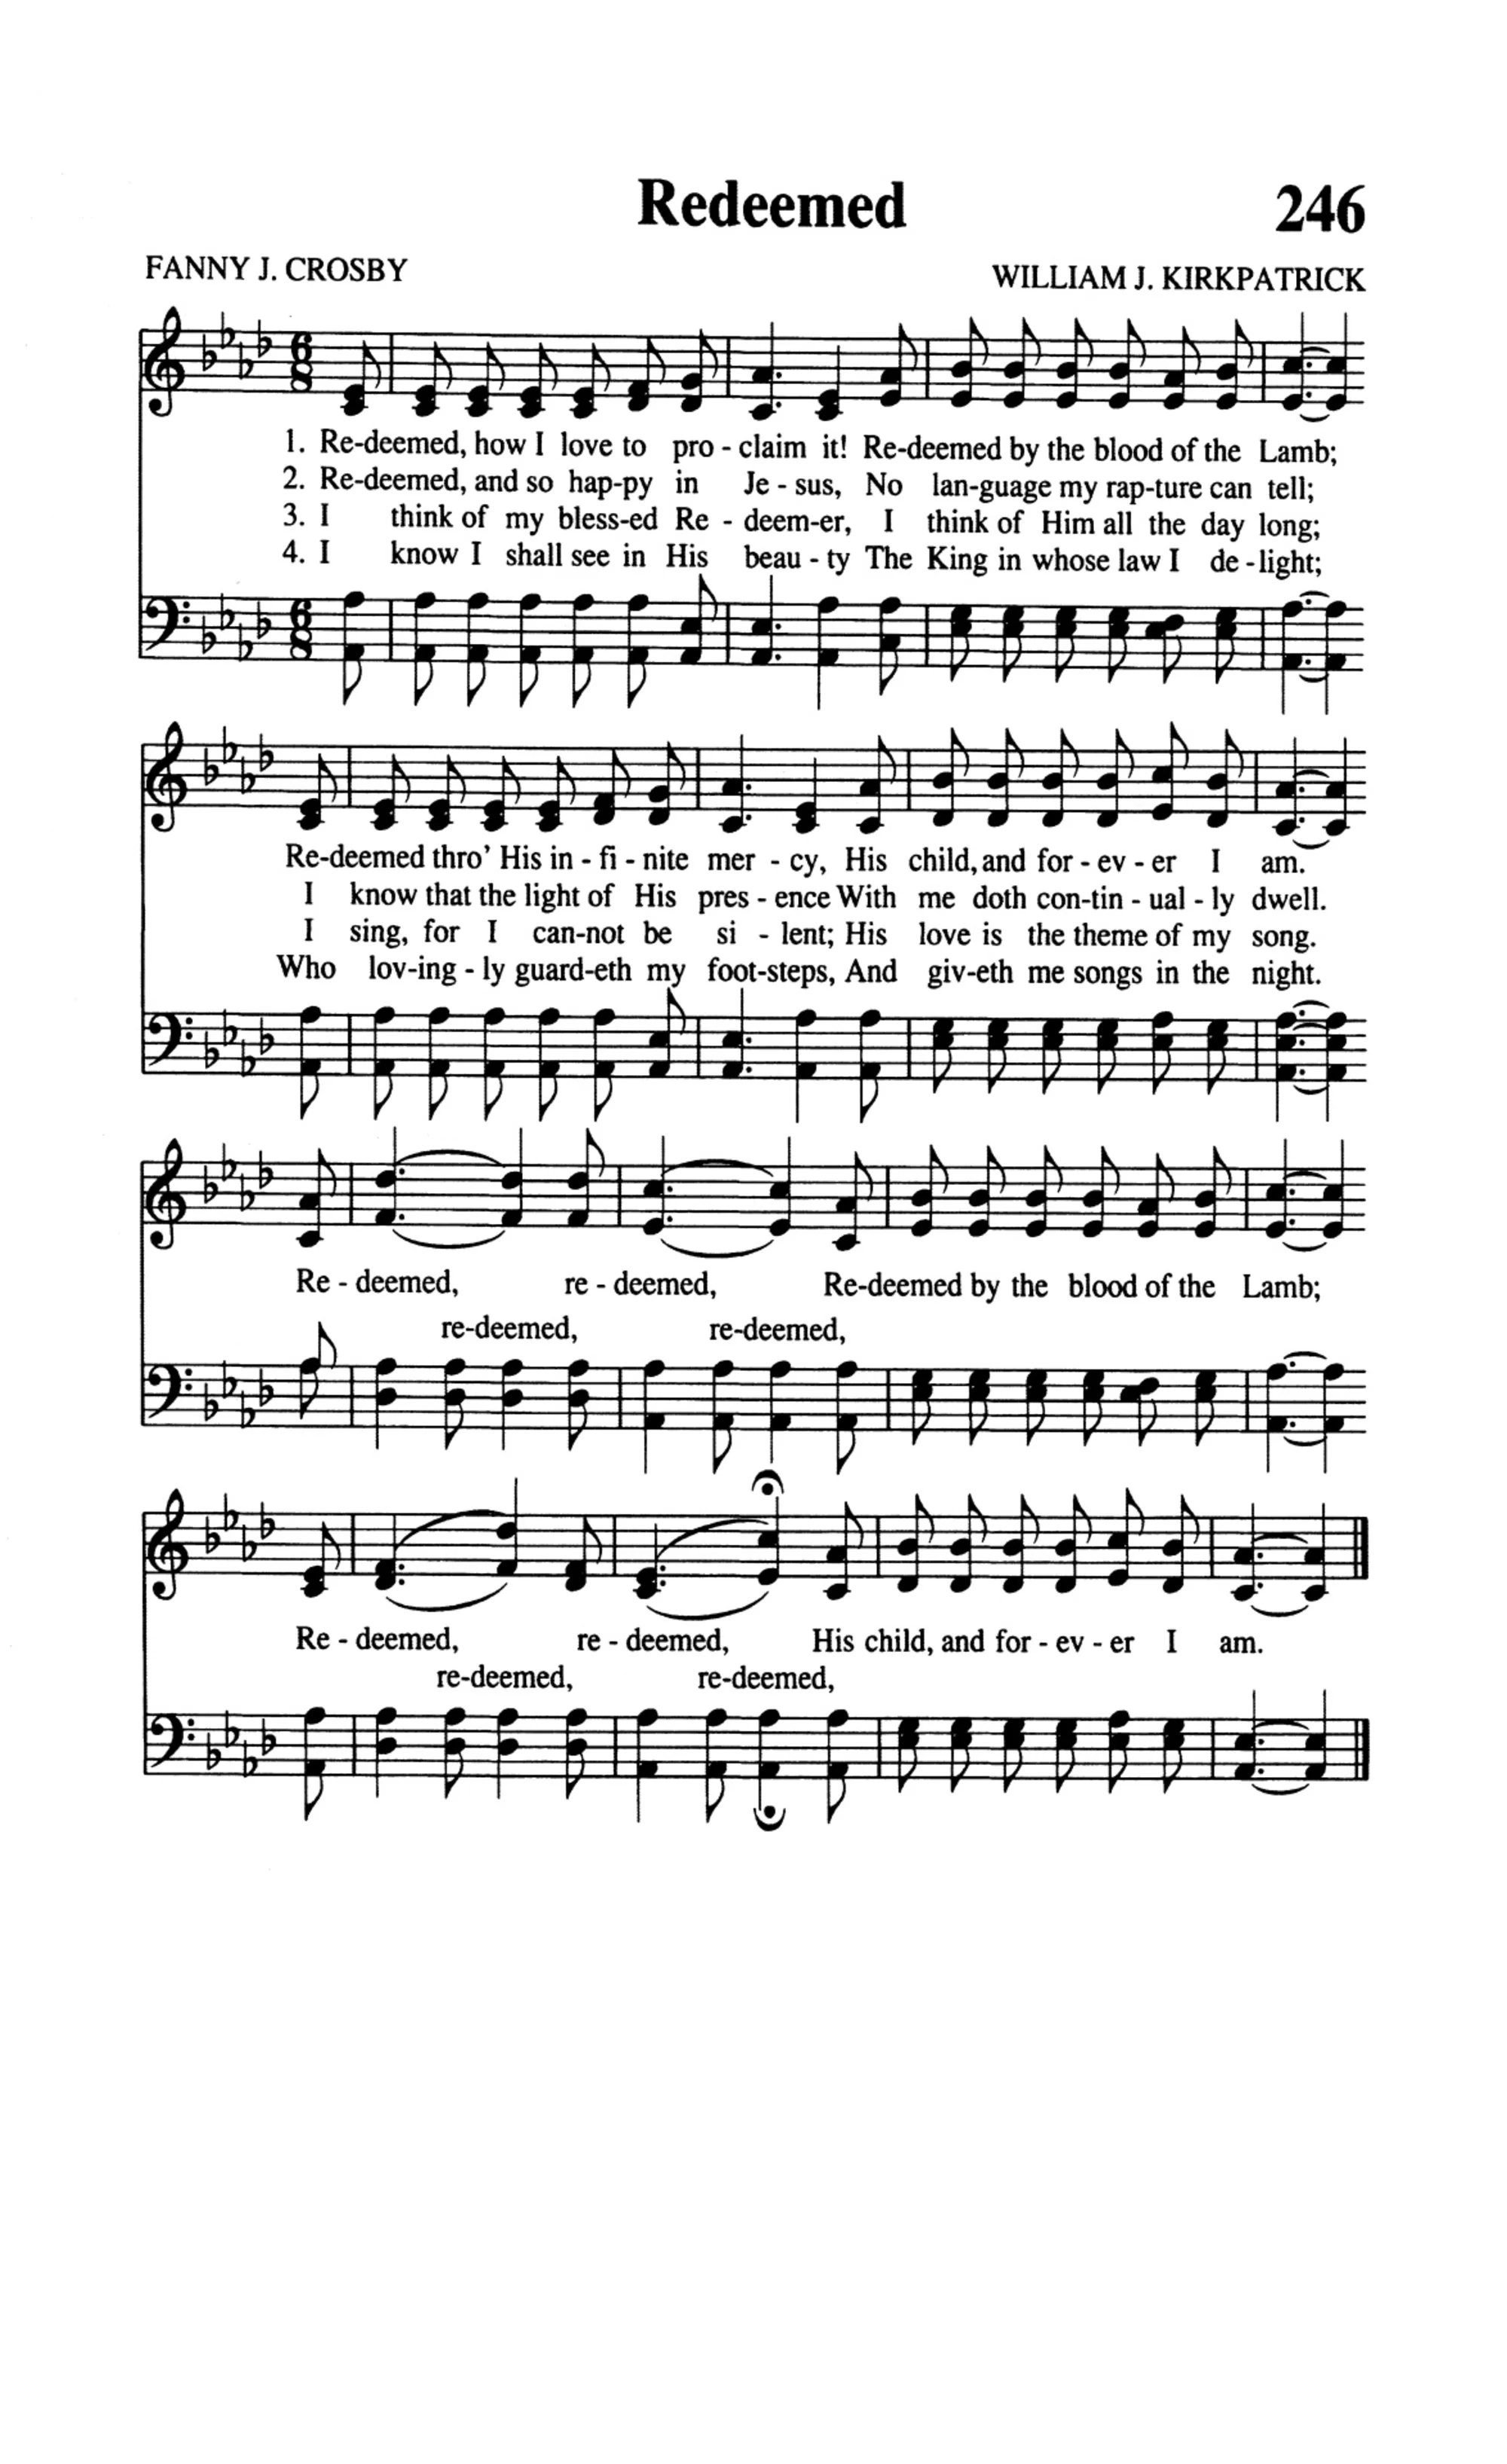 Redeemed 246
FANNY J. CROSBY WILLIAM J. KIRKPATRICK
1. Re-deemed, how I love to pro - claim it! Re-deemed by the blood of the Lamb;
2. Re-deemed, and so hap-py in Je - sus, No lan-guage my rap-ture can tell;
3. I think of my bless-ed Re - deem-er, I think of Him all the day long;
4. I know I shall see in His beau - ty The King in whose law I de - light;
Re-deemed thro' His in - fi - nite mer - cy, His child, and for - ev - er I am.
I know that the light of His pres - ence With me doth con-tin - ual - ly dwell.
I sing, for I can-not be si - lent; His love is the theme of my song.
Who lov-ing - ly guard-eth my foot-steps, And giv-eth me songs in the night.
Re - deemed, re - deemed, Re-deemed by the blood of the Lamb;
re-deemed, re-deemed,
Re - deemed, re - deemed, His child, and for - ev - er I am.
re-deemed, re-deemed,